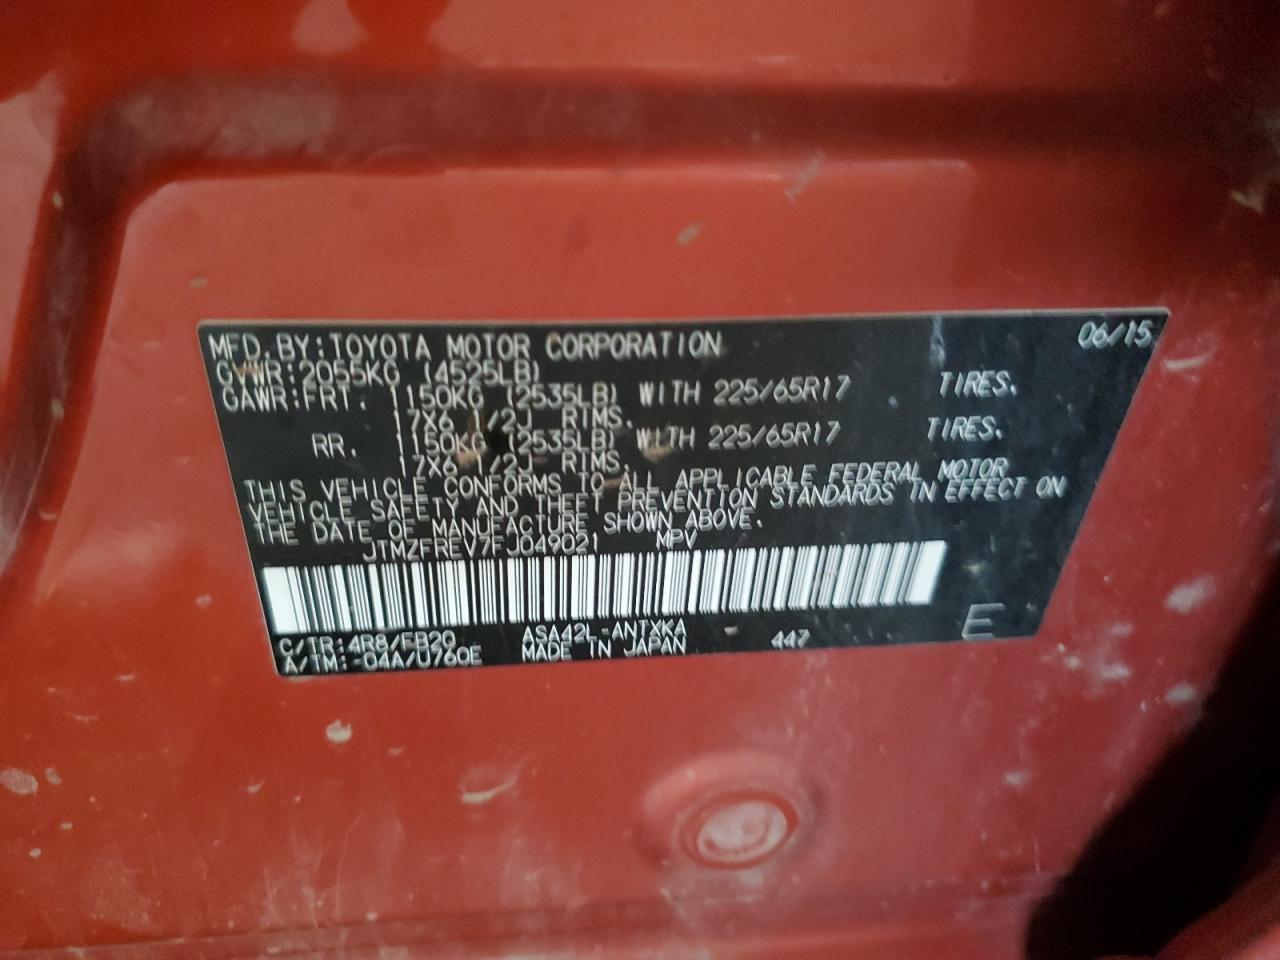 MFD. BY: TOYOTA MOTOR CORPORATION 06/15
GVWR: 2055KG (4525LB)
GAWR: FRT. 1150KG (2535LB) WITH 225/65R17 TIRES.
17X6 1/2J RIMS.
RR. 1150KG (2535LB) WITH 225/65R17 TIRES.
17X6 1/2J RIMS.
THIS VEHICLE CONFORMS TO ALL APPLICABLE FEDERAL MOTOR
VEHICLE SAFETY AND THEFT PREVENTION STANDARDS IN EFFECT ON
THE DATE OF MANUFACTURE SHOWN ABOVE.
JTMZFREV7FJ049021 MPV
C/TR: 4R8/FB20 ASA42L-ANTXKA 447 E
A/TM: -04A/U760E MADE IN JAPAN